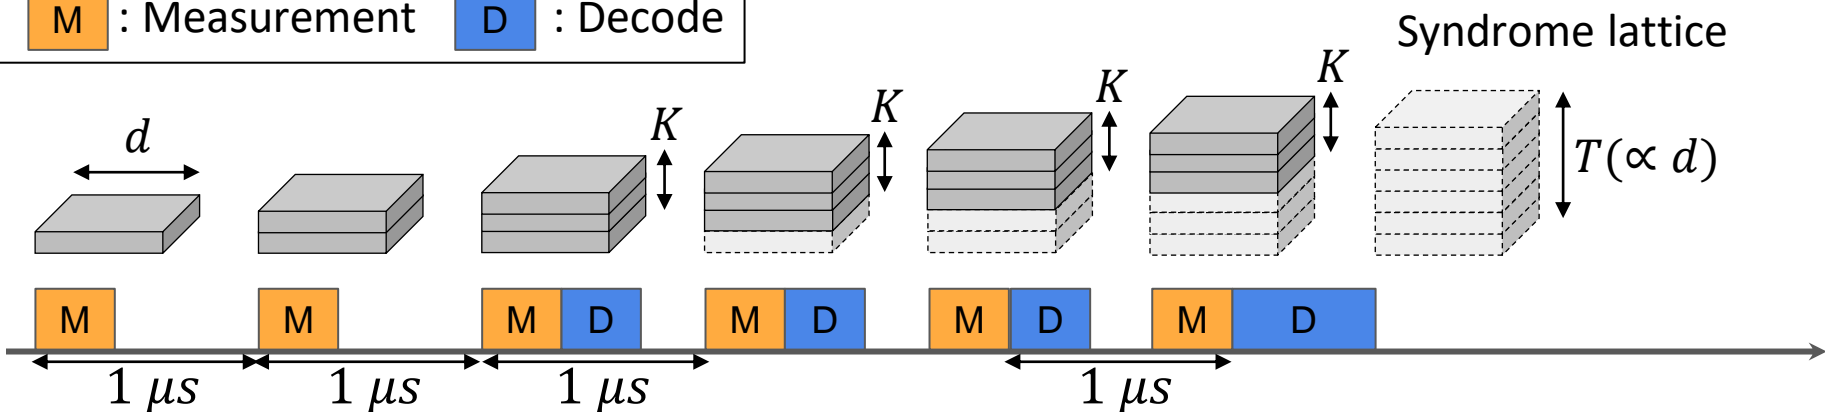 M : Measurement D : Decode
Syndrome lattice
d
K
K
K
K
T(∝ d)
M M M D M D M D M D
1 μs 1 μs 1 μs 1 μs